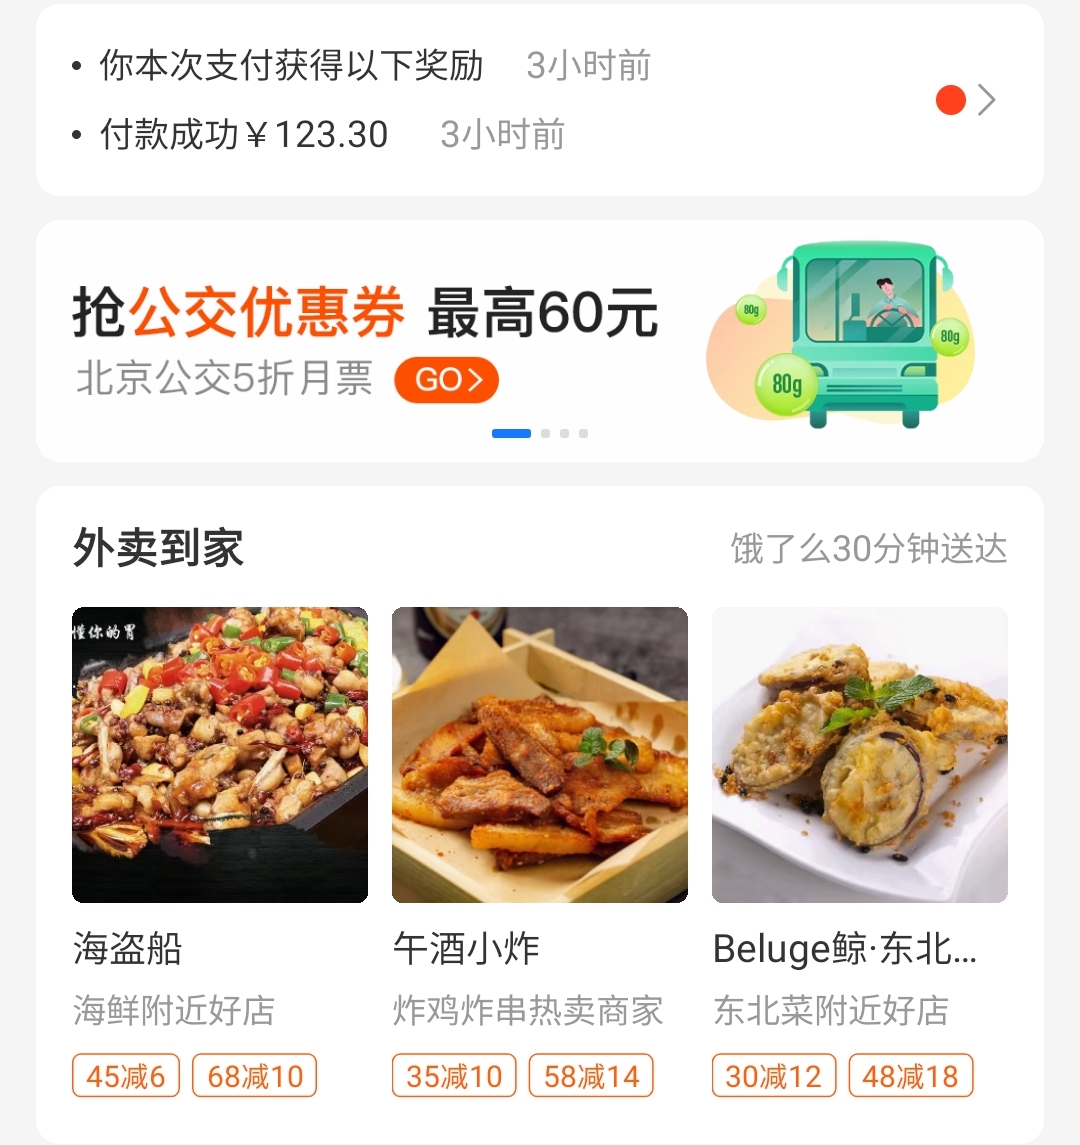 你本次支付获得以下奖励 3小时前
付款成功￥123.30 3小时前
抢公交优惠券 最高60元
北京公交5折月票 GO
80g
80g
80g
外卖到家 饿了么30分钟送达
懂你的胃
海盗船 午酒小炸 Beluge鲸·东北...
海鲜附近好店 炸鸡炸串热卖商家 东北菜附近好店
45减6 68减10 35减10 58减14 30减12 48减18